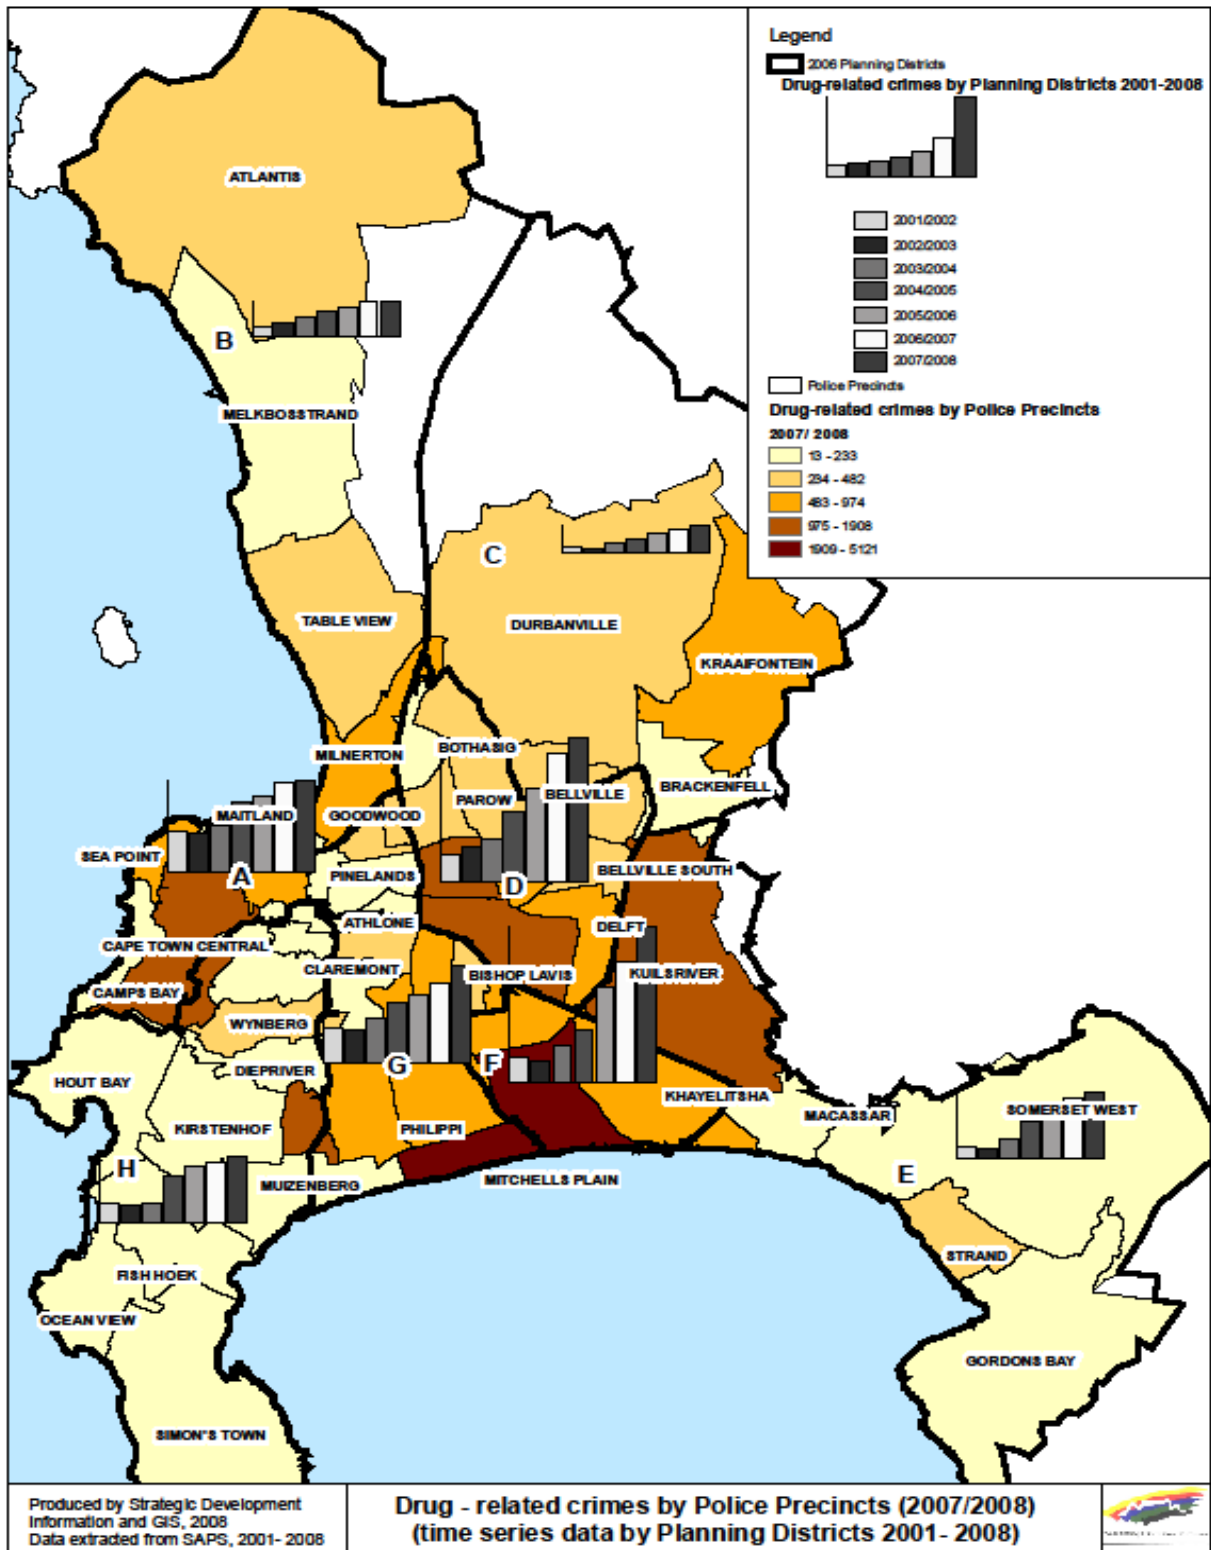 Legend
2006 Planning Districts
Drug-related crimes by Planning Districts 2001-2008
2001/2002
2002/2003
2003/2004
2004/2005
2005/2006
2006/2007
2007/2008
Police Precincts
Drug-related crimes by Police Precincts
2007/ 2008
13 - 233
234 - 482
483 - 974
975 - 1908
1909 - 5121
ATLANTIS
B
MELKBOSSTRAND
C
TABLE VIEW
DURBANVILLE
KRAAIFONTEIN
MILNERTON
BOTHASIG
BRACKENFELL
MAITLAND
GOODWOOD
PAROW
BELLVILLE
SEA POINT
A
PINELANDS
D
BELLVILLE SOUTH
ATHLONE
DELFT
CAPE TOWN CENTRAL
CLAREMONT
BISHOP LAVIS
KUILSRIVER
CAMPS BAY
WYNBERG
G
F
DIEPRIVER
HOUT BAY
KHAYELITSHA
MACASSAR
SOMERSET WEST
KIRSTENHOF
PHILIPPI
H
MUIZENBERG
MITCHELLS PLAIN
E
STRAND
FISH HOEK
OCEAN VIEW
GORDONS BAY
SIMON'S TOWN
Produced by Strategic Development
Information and GIS, 2008
Data extracted from SAPS, 2001- 2008
Drug - related crimes by Police Precincts (2007/2008)
(time series data by Planning Districts 2001- 2008)